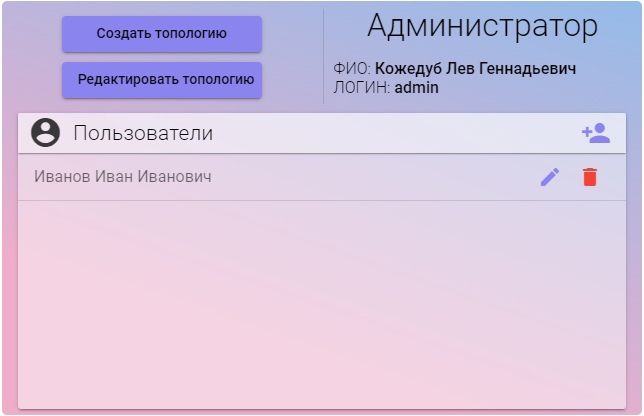 Создать топологию
Редактировать топологию
Администратор
ФИО: Кожедуб Лев Геннадьевич
ЛОГИН: admin
Пользователи
Иванов Иван Иванович